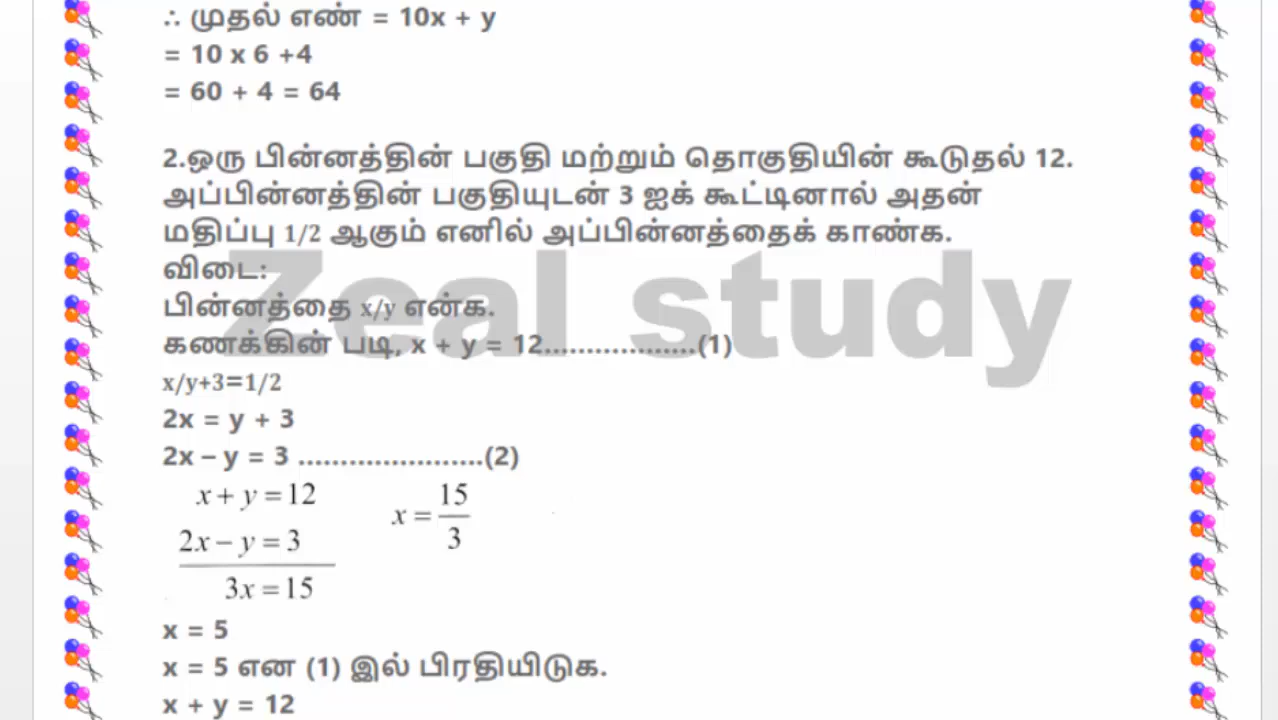 ∴ முதல் எண் = 10x + y
= 10 x 6 +4
= 60 + 4 = 64
2.ஒரு பின்னத்தின் பகுதி மற்றும் தொகுதியின் கூடுதல் 12.
அப்பின்னத்தின் பகுதியுடன் 3 ஐக் கூட்டினால் அதன்
மதிப்பு 1/2 ஆகும் எனில் அப்பின்னத்தைக் காண்க.
விடை:
பின்னத்தை x/y என்க.
Zeal study
கணக்கின் படி, x + y = 12..................(1)
x/y+3=1/2
2x = y + 3
2x – y = 3 ......................(2)
x + y = 12
2x − y = 3
3x = 15
x = 15/3
x = 5
x = 5 என (1) இல் பிரதியிடுக.
x + y = 12